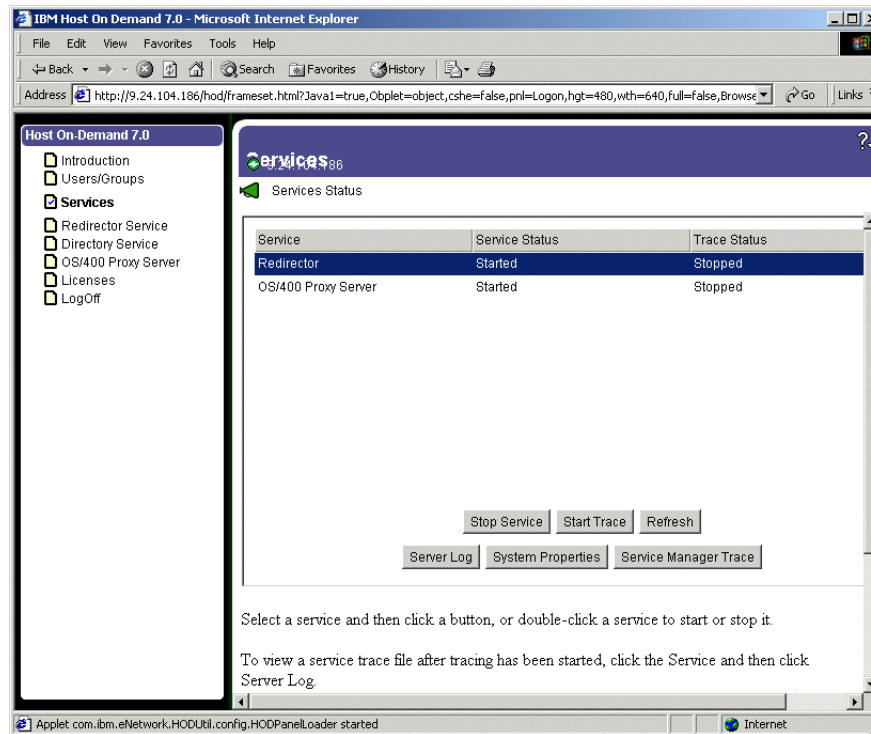 IBM Host On Demand 7.0 - Microsoft Internet Explorer
File Edit View Favorites Tools Help
Back Search Favorites History
Address http://9.24.104.186/hod/frameset.html?Java1=true,Obplet=object,cshe=false,pnl=Logon,hgt=480,wth=640,full=false,Browse Go Links
Host On-Demand 7.0
Introduction
Users/Groups
Services
Redirector Service
Directory Service
OS/400 Proxy Server
Licenses
LogOff
Services
9.24.104.186
?
Services Status
Service Service Status Trace Status
Redirector Started Stopped
OS/400 Proxy Server Started Stopped
Stop Service Start Trace Refresh
Server Log System Properties Service Manager Trace
Select a service and then click a button, or double-click a service to start or stop it.
To view a service trace file after tracing has been started, click the Service and then click
Server Log.
Applet com.ibm.eNetwork.HODUtil.config.HODPanelLoader started Internet